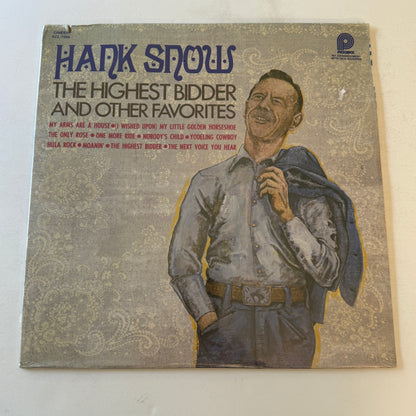 HANK SNOW
THE HIGHEST BIDDER
AND OTHER FAVORITES
MY ARMS ARE A HOUSE • (I WISHED UPON) MY LITTLE GOLDEN HORSESHOE
THE ONLY ROSE • ONE MORE RIDE • NOBODY'S CHILD • YODELING COWBOY
HULA ROCK • MOANIN' • THE HIGHEST BIDDER • THE NEXT VOICE YOU HEAR
P
PICKWICK